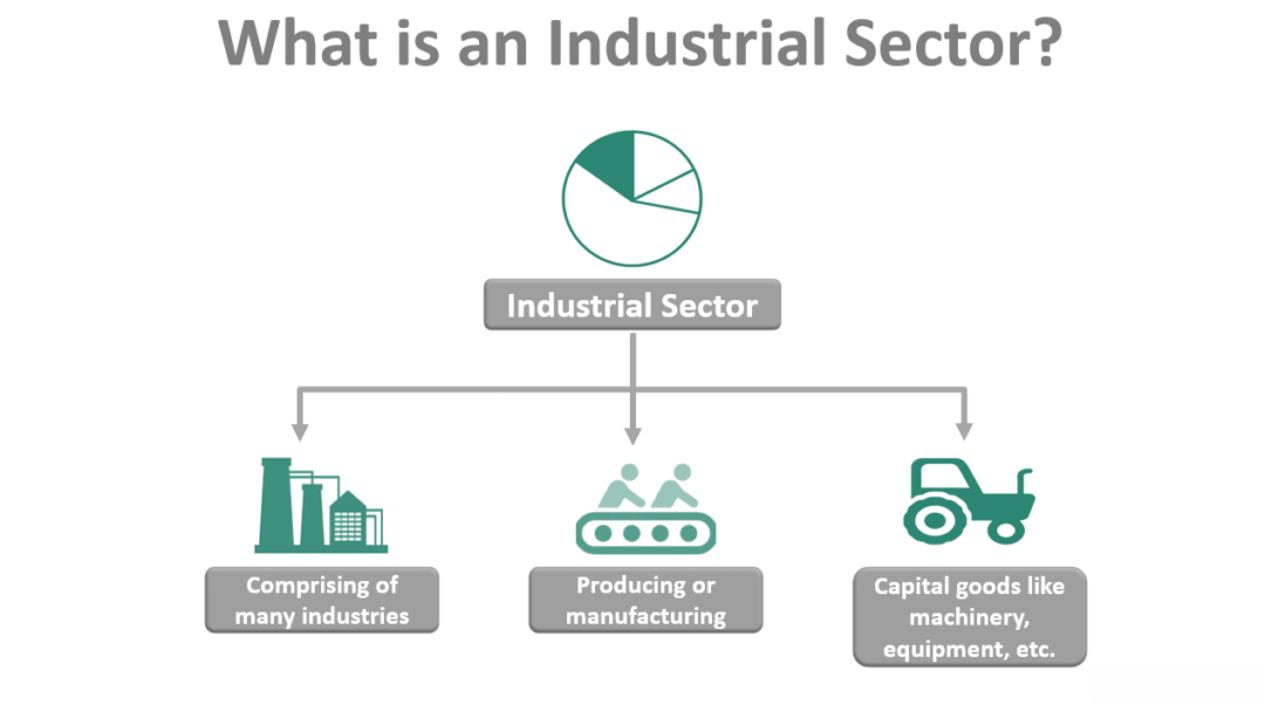 What is an Industrial Sector?
Industrial Sector
Comprising of
many industries
Producing or
manufacturing
Capital goods like
machinery,
equipment, etc.